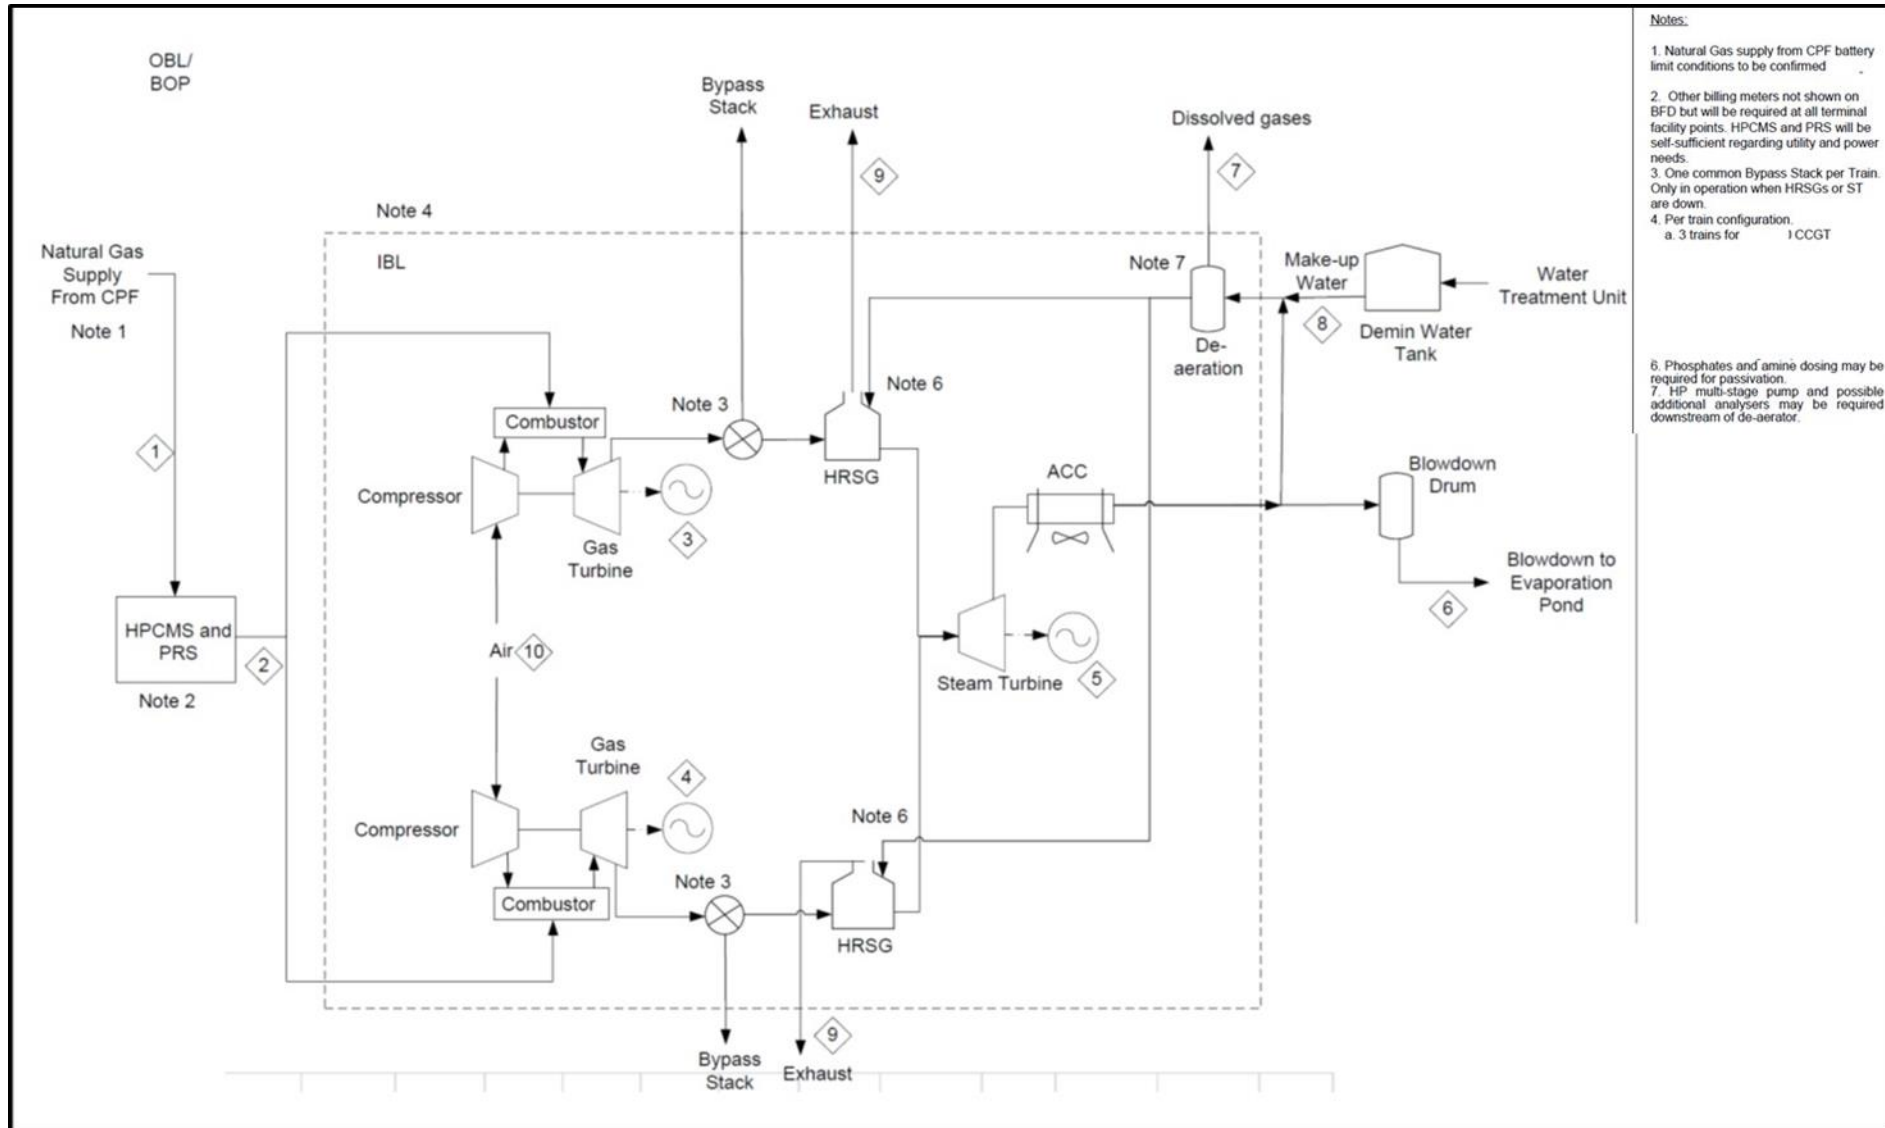 OBL/
BOP
Bypass
Stack
Exhaust
9
Dissolved gases
7
Note 4
IBL
Natural Gas
Supply
From CPF
Note 1
1
HPCMS and
PRS
Note 2
2
Combustor
Compressor
Gas
Turbine
3
Note 3
HRSG
Note 6
Note 7
De-
aeration
Make-up
Water
8
Demin Water
Tank
Water
Treatment Unit
ACC
Blowdown
Drum
Blowdown to
Evaporation
Pond
6
Steam Turbine
5
Air
10
Gas
Turbine
4
Compressor
Combustor
Note 3
Note 6
HRSG
Bypass
Stack
9
Exhaust
Notes:
1. Natural Gas supply from CPF battery
limit conditions to be confirmed
2. Other billing meters not shown on
BFD but will be required at all terminal
facility points. HPCMS and PRS will be
self-sufficient regarding utility and power
needs.
3. One common Bypass Stack per Train.
Only in operation when HRSGs or ST
are down.
4. Per train configuration.
a. 3 trains for ) CCGT
6. Phosphates and amine dosing may be
required for passivation.
7. HP multi-stage pump and possible
additional analysers may be required
downstream of de-aerator.